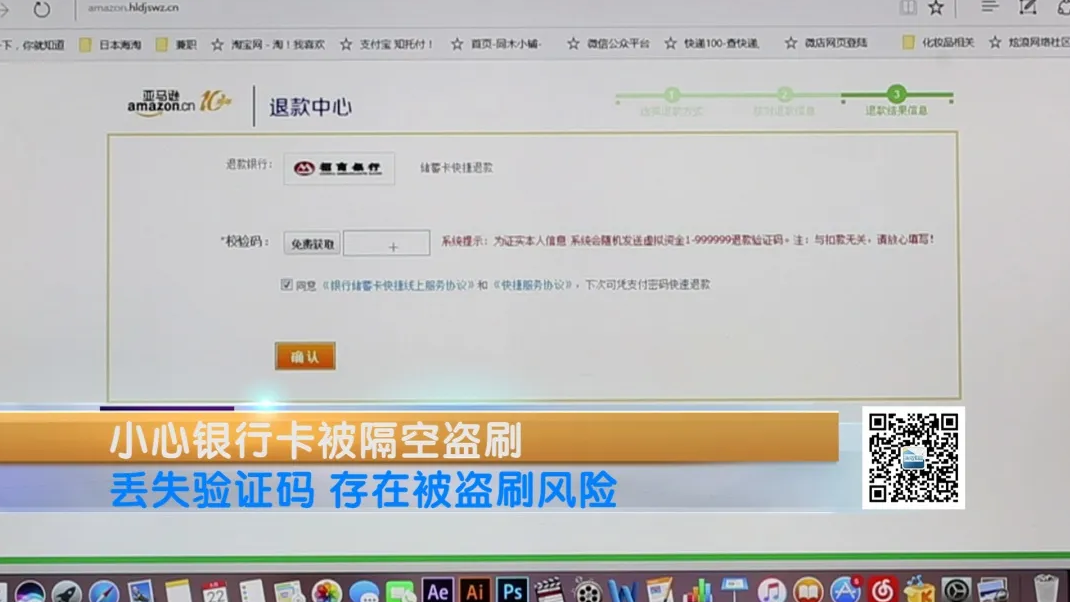 amazon.hldjswz.cn
下，你就知道 日本海淘 兼职 淘宝网 - 淘！我喜欢 支付宝 知托付！ 首页-同木小铺- 微信公众平台 快递100-查快递, 微店网页登陆 化妆品相关 炫浪网络社区
亚马逊
amazon.cn
退款中心
1 2 3
退款结果信息
退款银行： 招商银行 储蓄卡快捷退款
*校验码： 免费获取 系统提示：为证实本人信息 系统会随机发送虚拟资金1-999999退款验证码。注：与扣款无关，请放心填写！
同意《银行储蓄卡快捷线上服务协议》和《快捷服务协议》，下次可凭支付密码快速退款
确认
小心银行卡被隔空盗刷
丢失验证码 存在被盗刷风险
22
Ae Ai Ps